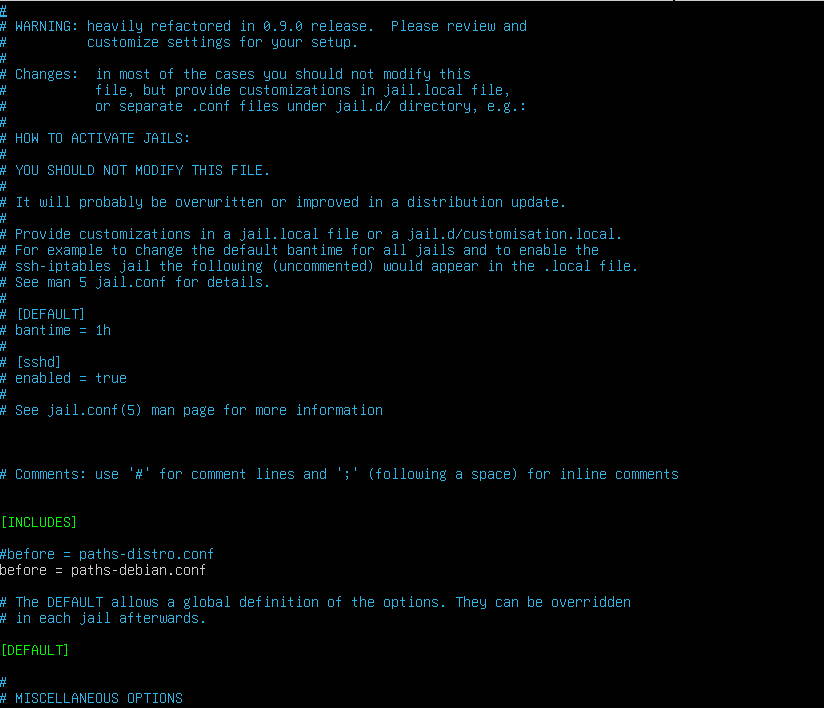 #
# WARNING: heavily refactored in 0.9.0 release.  Please review and
#          customize settings for your setup.
#
# Changes:  in most of the cases you should not modify this
#           file, but provide customizations in jail.local file,
#           or separate .conf files under jail.d/ directory, e.g.:
#
# HOW TO ACTIVATE JAILS:
#
# YOU SHOULD NOT MODIFY THIS FILE.
#
# It will probably be overwritten or improved in a distribution update.
#
# Provide customizations in a jail.local file or a jail.d/customisation.local.
# For example to change the default bantime for all jails and to enable the
# ssh-iptables jail the following (uncommented) would appear in the .local file.
# See man 5 jail.conf for details.
#
# [DEFAULT]
# bantime = 1h
#
# [sshd]
# enabled = true
#
# See jail.conf(5) man page for more information
# Comments: use '#' for comment lines and ';' (following a space) for inline comments
[INCLUDES]
#before = paths-distro.conf
before = paths-debian.conf
# The DEFAULT allows a global definition of the options. They can be overridden
# in each jail afterwards.
[DEFAULT]
#
# MISCELLANEOUS OPTIONS